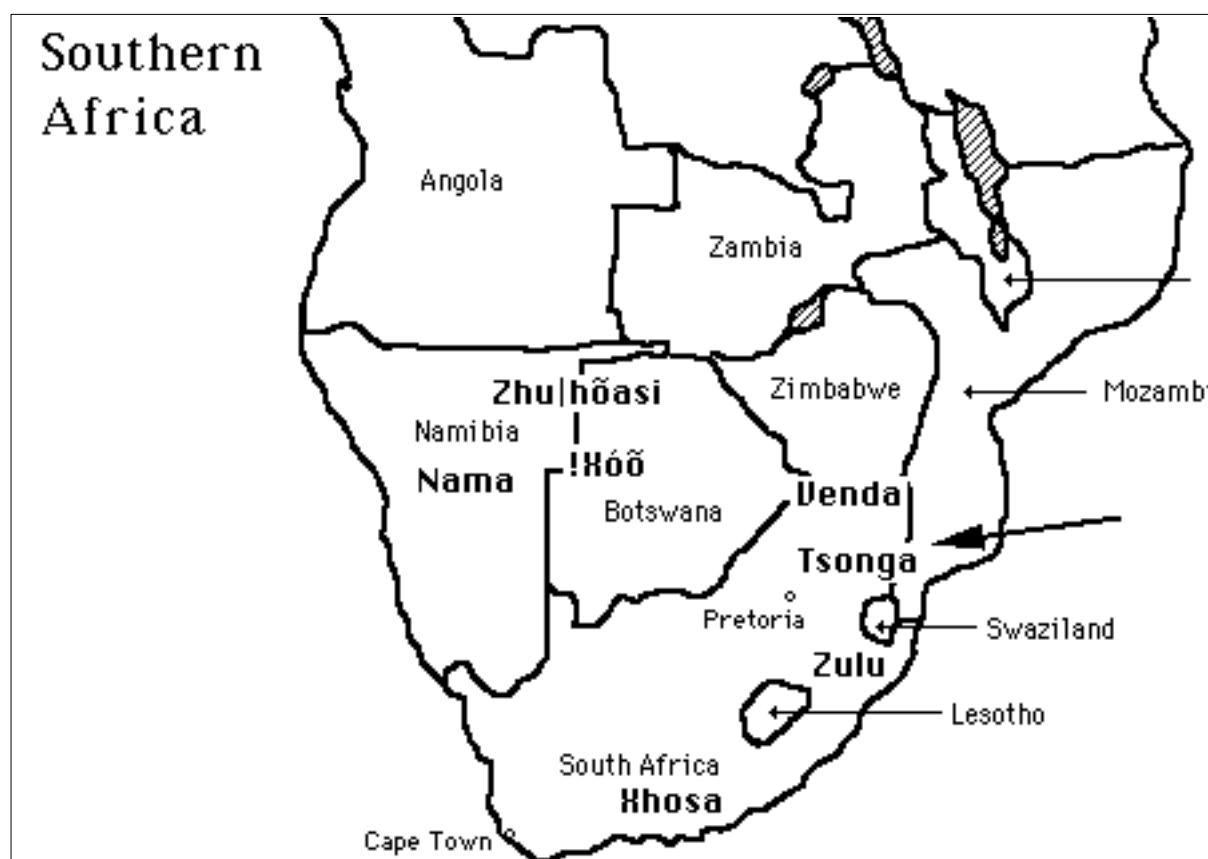 Southern
Africa
Angola
Zambia
Zhu|hõasi
Zimbabwe
Mozambi
Namibia
!Xóõ
Nama
Venda
Botswana
Tsonga
Pretoria
Swaziland
Zulu
Lesotho
South Africa
Xhosa
Cape Town